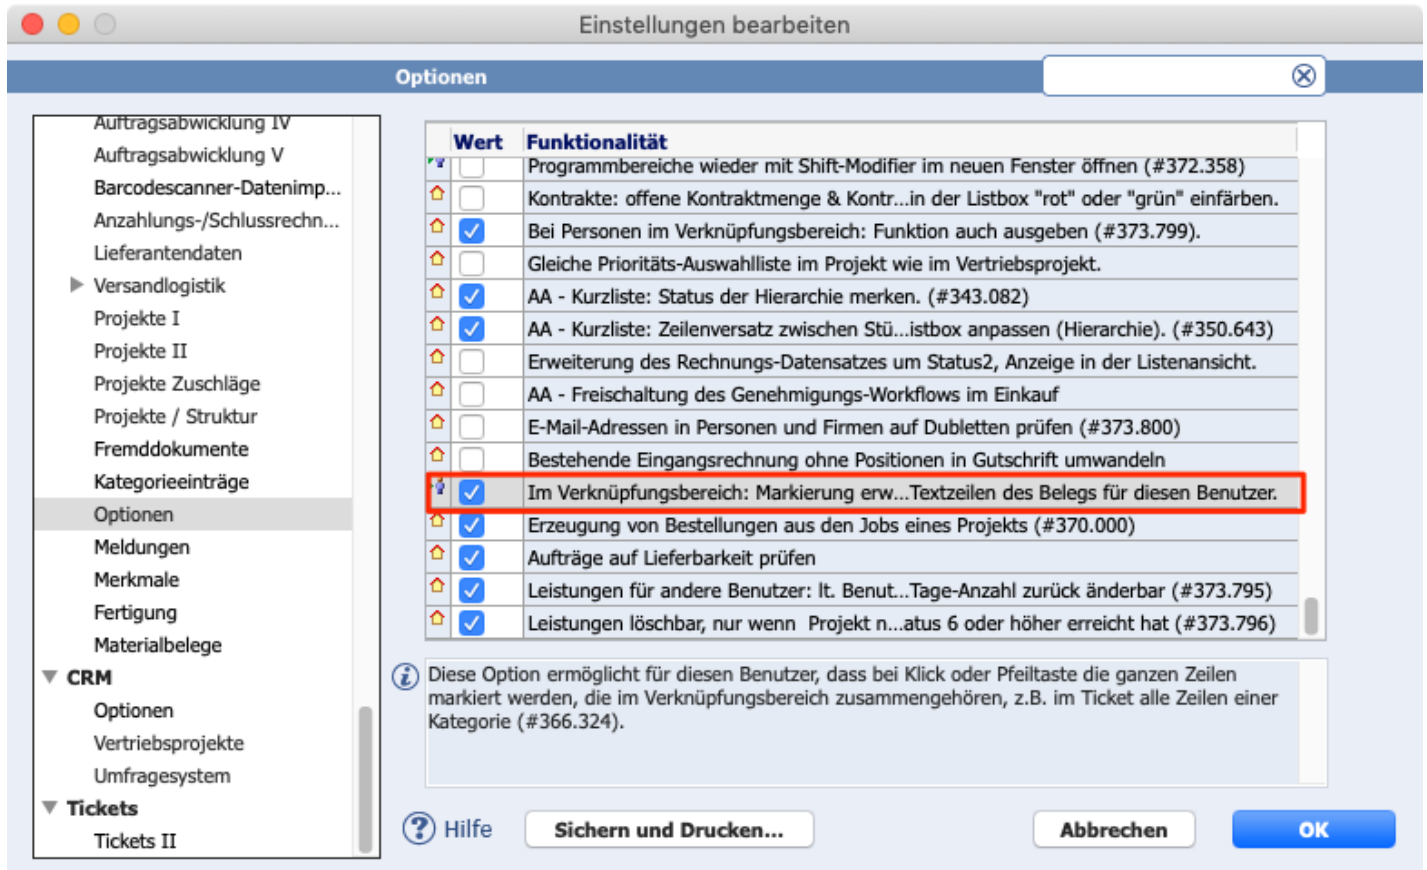 Einstellungen bearbeiten
Optionen
Auftragsabwicklung IV
Auftragsabwicklung V
Barcodescanner-Datenimp...
Anzahlungs-/Schlussrechn...
Lieferantendaten
Versandlogistik
Projekte I
Projekte II
Projekte Zuschläge
Projekte / Struktur
Fremddokumente
Kategorieeinträge
Optionen
Meldungen
Merkmale
Fertigung
Materialbelege
CRM
Optionen
Vertriebsprojekte
Umfragesystem
Tickets
Tickets II
Wert Funktionalität
Programmbereiche wieder mit Shift-Modifier im neuen Fenster öffnen (#372.358)
Kontrakte: offene Kontraktmenge & Kontr...in der Listbox "rot" oder "grün" einfärben.
Bei Personen im Verknüpfungsbereich: Funktion auch ausgeben (#373.799).
Gleiche Prioritäts-Auswahlliste im Projekt wie im Vertriebsprojekt.
AA - Kurzliste: Status der Hierarchie merken. (#343.082)
AA - Kurzliste: Zeilenversatz zwischen Stü...istbox anpassen (Hierarchie). (#350.643)
Erweiterung des Rechnungs-Datensatzes um Status2, Anzeige in der Listenansicht.
AA - Freischaltung des Genehmigungs-Workflows im Einkauf
E-Mail-Adressen in Personen und Firmen auf Dubletten prüfen (#373.800)
Bestehende Eingangsrechnung ohne Positionen in Gutschrift umwandeln
Im Verknüpfungsbereich: Markierung erw...Textzeilen des Belegs für diesen Benutzer.
Erzeugung von Bestellungen aus den Jobs eines Projekts (#370.000)
Aufträge auf Lieferbarkeit prüfen
Leistungen für andere Benutzer: lt. Benut...Tage-Anzahl zurück änderbar (#373.795)
Leistungen löschbar, nur wenn  Projekt n...atus 6 oder höher erreicht hat (#373.796)
Diese Option ermöglicht für diesen Benutzer, dass bei Klick oder Pfeiltaste die ganzen Zeilen
markiert werden, die im Verknüpfungsbereich zusammengehören, z.B. im Ticket alle Zeilen einer
Kategorie (#366.324).
? Hilfe
Sichern und Drucken...
Abbrechen
OK